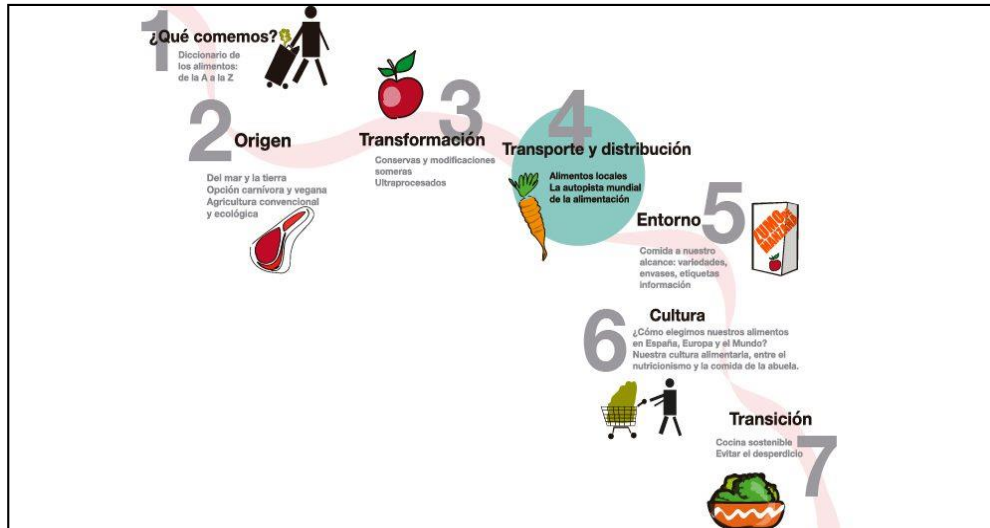 1
¿Qué comemos?
Diccionario de
los alimentos:
de la A a la Z
2
Origen
Del mar y la tierra
Opción carnívora y vegana
Agricultura convencional
y ecológica
3
Transformación
Conservas y modificaciones
someras
Ultraprocesados
4
Transporte y distribución
Alimentos locales
La autopista mundial
de la alimentación
5
Entorno
Comida a nuestro
alcance: variedades,
envases, etiquetas
información
ZUMO DE
MANZANA
6
Cultura
¿Cómo elegimos nuestros alimentos
en España, Europa y el Mundo?
Nuestra cultura alimentaria, entre el
nutricionismo y la comida de la abuela.
7
Transición
Cocina sostenible
Evitar el desperdicio